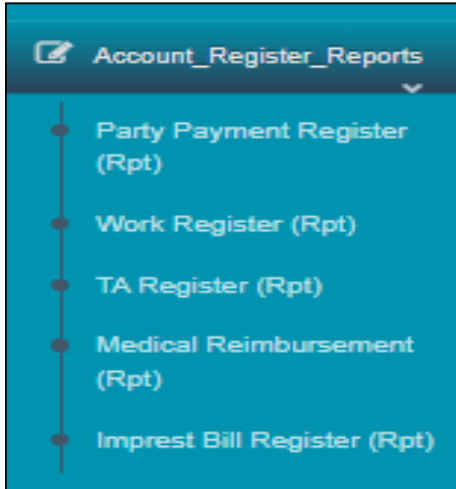 Account_Register_Reports
Party Payment Register
(Rpt)
Work Register (Rpt)
TA Register (Rpt)
Medical Reimbursement
(Rpt)
Imprest Bill Register (Rpt)